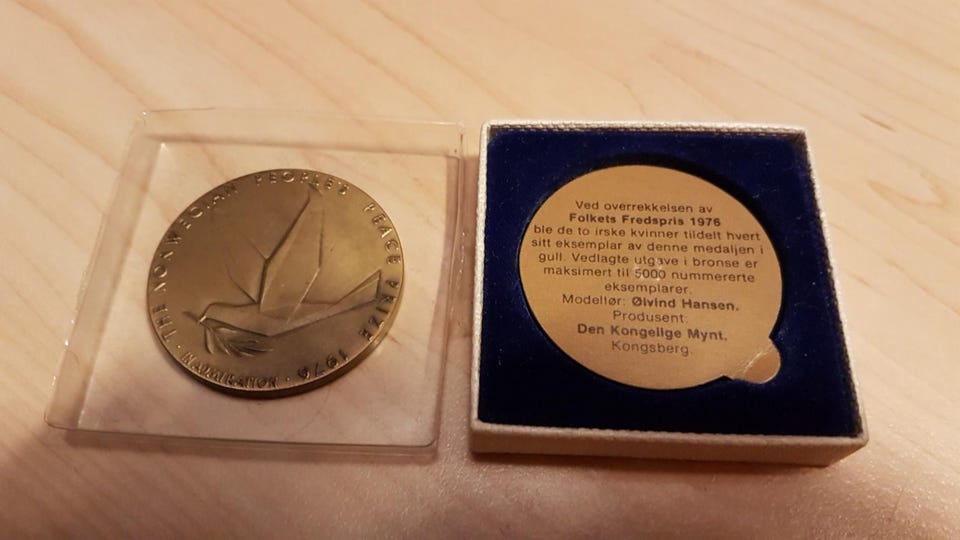 THE NORWEGIAN PEOPLE'S PEACE PRIZE 1976 · IN ADMIRATION ·
Ved overrekkelsen av
Folkets Fredspris 1976
ble de to irske kvinner tildelt hvert
sitt eksemplar av denne medaljen i
gull. Vedlagte utgave i bronse er
maksimert til 5000 nummererte
eksemplarer.
Modellør: Øivind Hansen.
Produsent:
Den Kongelige Mynt.
Kongsberg.